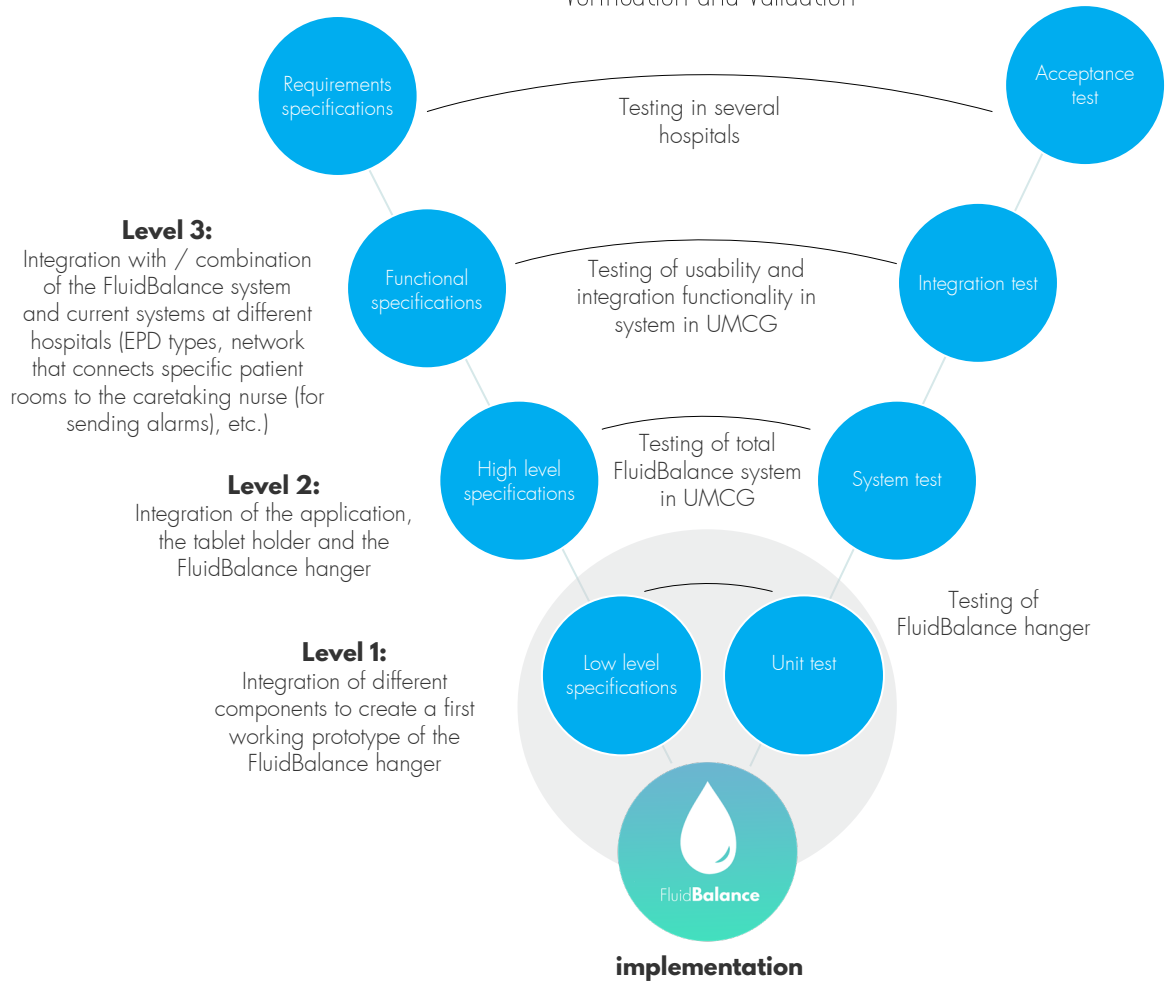 Verification and Validation
Requirements
specifications
Acceptance
test
Testing in several
hospitals
Level 3:
Integration with / combination
of the FluidBalance system
and current systems at different
hospitals (EPD types, network
that connects specific patient
rooms to the caretaking nurse (for
sending alarms), etc.)
Functional
specifications
Testing of usability and
integration functionality in
system in UMCG
Integration test
Level 2:
Integration of the application,
the tablet holder and the
FluidBalance hanger
High level
specifications
Testing of total
FluidBalance system
in UMCG
System test
Level 1:
Integration of different
components to create a first
working prototype of the
FluidBalance hanger
Low level
specifications
Unit test
Testing of
FluidBalance hanger
FluidBalance
implementation